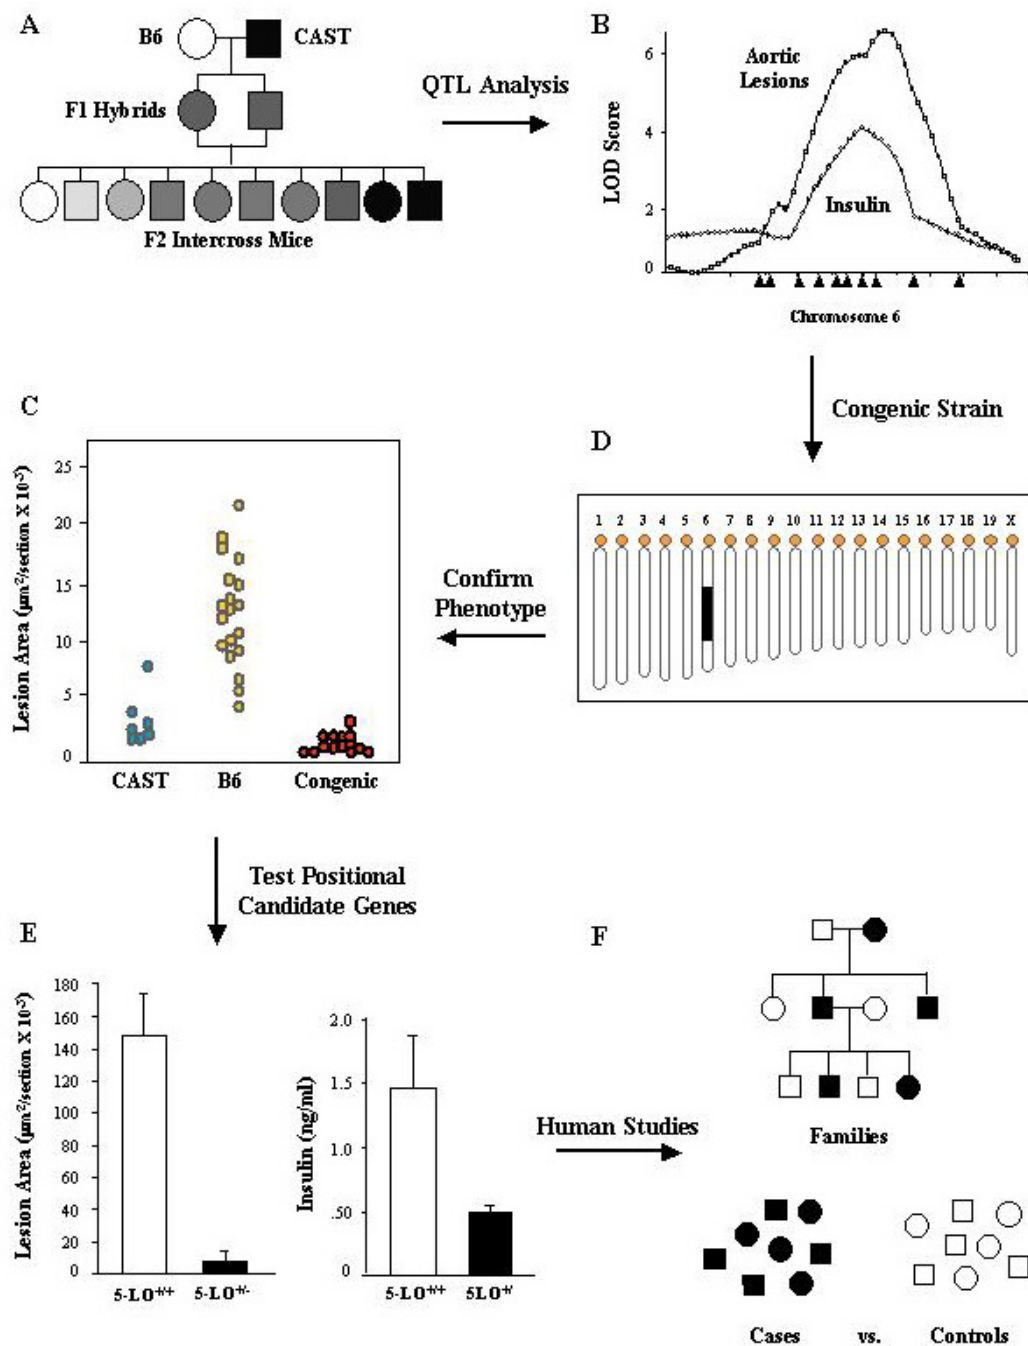 A
B6
CAST
F1 Hybrids
F2 Intercross Mice
QTL Analysis
B
LOD Score
6
4
2
0
Aortic
Lesions
Insulin
Chromosome 6
Congenic Strain
C
Lesion Area (µm²/section X 10⁻³)
25
20
15
10
5
0
CAST B6 Congenic
Confirm
Phenotype
D
1 2 3 4 5 6 7 8 9 10 11 12 13 14 15 16 17 18 19 X
Test Positional
Candidate Genes
E
Lesion Area (µm²/section X 10⁻³)
180
160
140
120
100
80
60
40
20
0
5-LO⁺/⁺ 5-LO⁺/⁻
Insulin (ng/ml)
2.0
1.5
1.0
.50
0
5-LO⁺/⁺ 5LO⁺/
Human Studies
F
Families
Cases vs. Controls